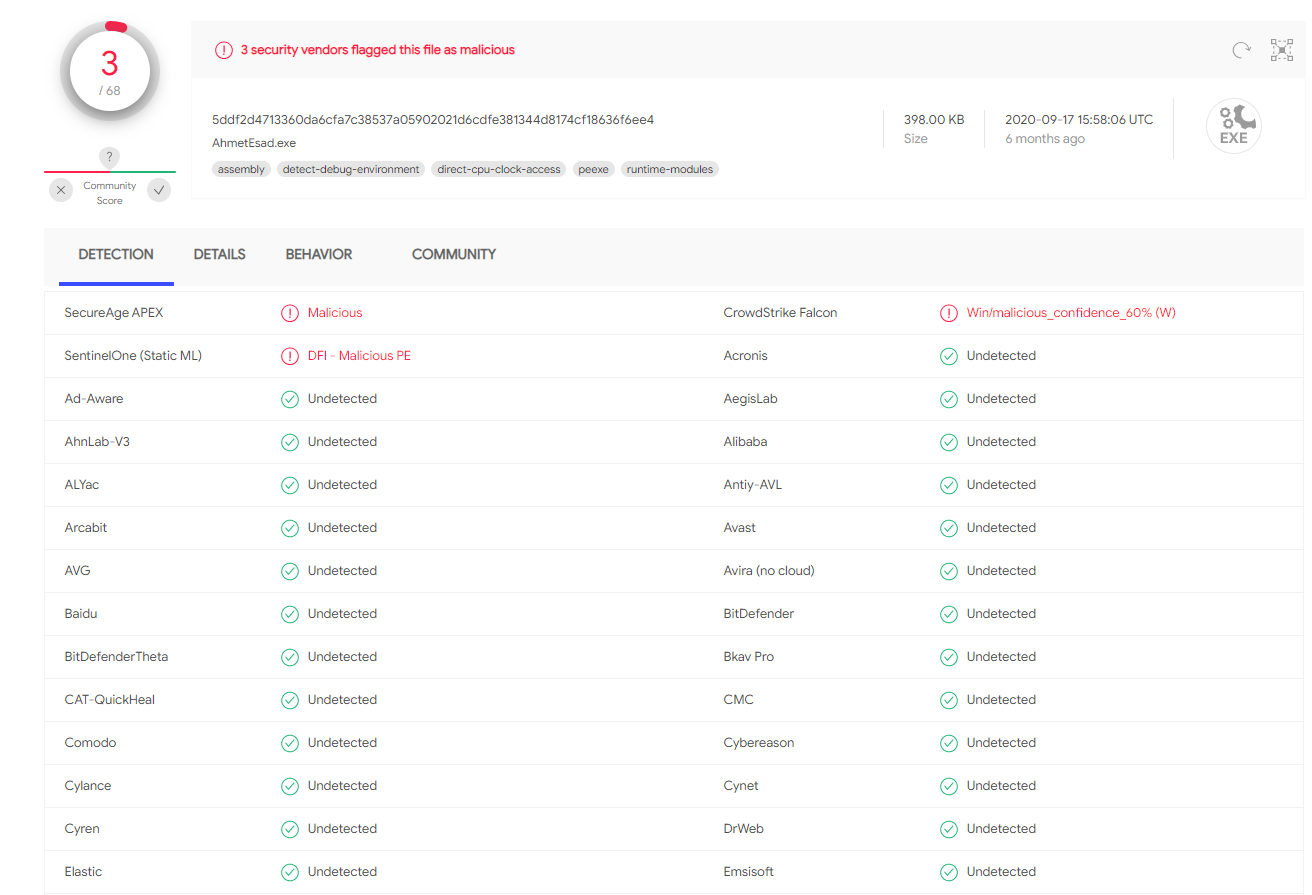 3
/ 68
3 security vendors flagged this file as malicious
5ddf2d4713360da6cfa7c38537a05902021d6cdfe381344d8174cf18636f6ee4
AhmetEsad.exe
assembly detect-debug-environment direct-cpu-clock-access peexe runtime-modules
398.00 KB
Size
2020-09-17 15:58:06 UTC
6 months ago
EXE
?
Community
Score
DETECTION DETAILS BEHAVIOR COMMUNITY
SecureAge APEX Malicious CrowdStrike Falcon Win/malicious_confidence_60% (W)
SentinelOne (Static ML) DFI - Malicious PE Acronis Undetected
Ad-Aware Undetected AegisLab Undetected
AhnLab-V3 Undetected Alibaba Undetected
ALYac Undetected Antiy-AVL Undetected
Arcabit Undetected Avast Undetected
AVG Undetected Avira (no cloud) Undetected
Baidu Undetected BitDefender Undetected
BitDefenderTheta Undetected Bkav Pro Undetected
CAT-QuickHeal Undetected CMC Undetected
Comodo Undetected Cybereason Undetected
Cylance Undetected Cynet Undetected
Cyren Undetected DrWeb Undetected
Elastic Undetected Emsisoft Undetected